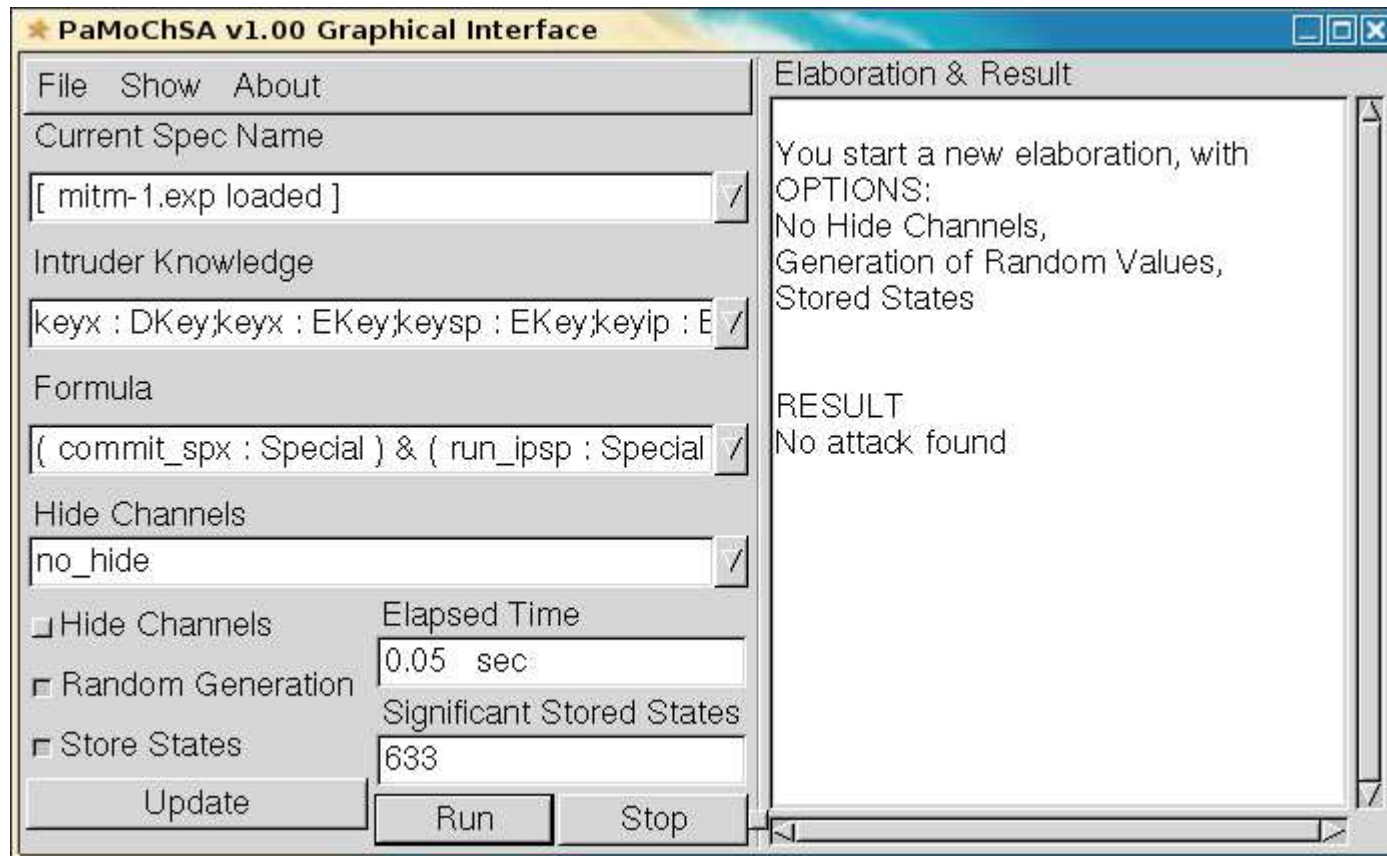 PaMoChSA v1.00 Graphical Interface
File Show About
Current Spec Name
[ mitm-1.exp loaded ]
Intruder Knowledge
keyx : DKey;keyx : EKey;keysp : EKey;keyip : E
Formula
( commit_spx : Special ) & ( run_ipsp : Special
Hide Channels
no_hide
Hide Channels
Random Generation
Store States
Update
Elapsed Time
0.05 sec
Significant Stored States
633
Run Stop
Elaboration & Result
You start a new elaboration, with
OPTIONS:
No Hide Channels,
Generation of Random Values,
Stored States
RESULT
No attack found